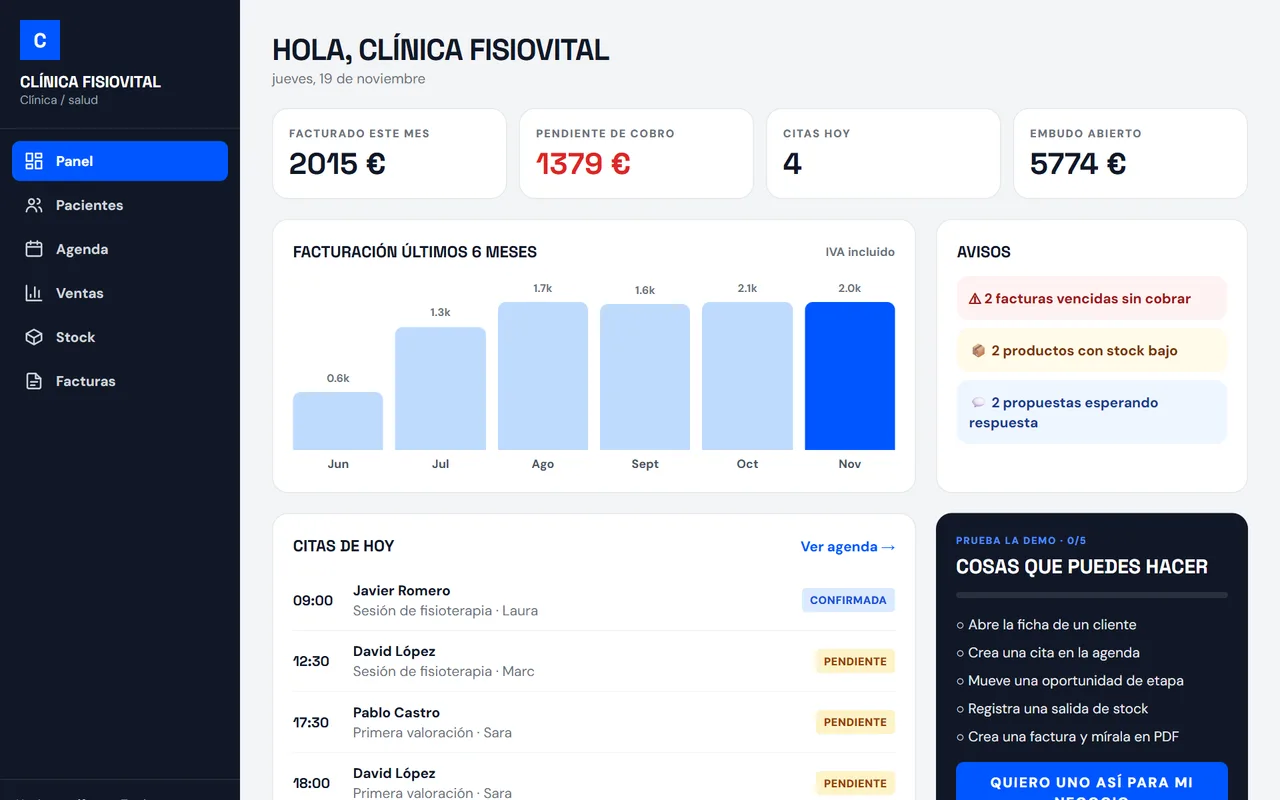 C
CLÍNICA FISIOVITAL
Clínica / salud
Panel
Pacientes
Agenda
Ventas
Stock
Facturas
HOLA, CLÍNICA FISIOVITAL
jueves, 19 de noviembre
FACTURADO ESTE MES
2015 €
PENDIENTE DE COBRO
1379 €
CITAS HOY
4
EMBUDO ABIERTO
5774 €
FACTURACIÓN ÚLTIMOS 6 MESES
IVA incluido
0.6k
1.3k
1.7k
1.6k
2.1k
2.0k
Jun
Jul
Ago
Sept
Oct
Nov
AVISOS
⚠ 2 facturas vencidas sin cobrar
📦 2 productos con stock bajo
💬 2 propuestas esperando
respuesta
CITAS DE HOY
Ver agenda →
09:00
Javier Romero
Sesión de fisioterapia · Laura
CONFIRMADA
12:30
David López
Sesión de fisioterapia · Marc
PENDIENTE
17:30
Pablo Castro
Primera valoración · Sara
PENDIENTE
18:00
David López
Primera valoración · Sara
PENDIENTE
PRUEBA LA DEMO · 0/5
COSAS QUE PUEDES HACER
○ Abre la ficha de un cliente
○ Crea una cita en la agenda
○ Mueve una oportunidad de etapa
○ Registra una salida de stock
○ Crea una factura y mírala en PDF
QUIERO UNO ASÍ PARA MI
NEGOCIO